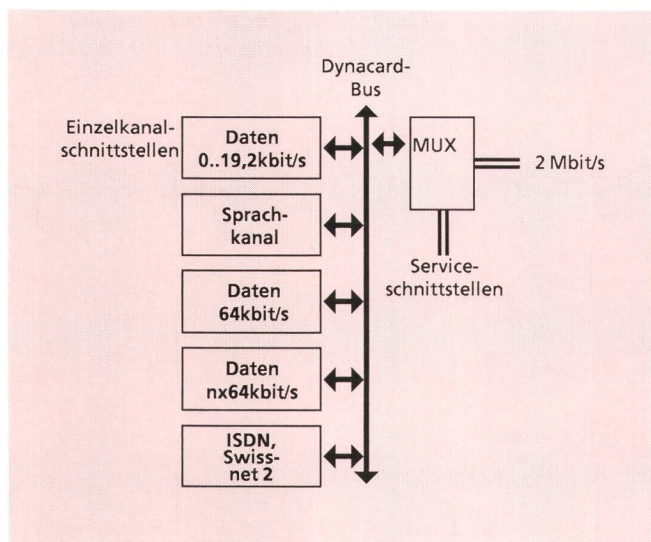 Dynacard-
Bus
Einzelkanal-
schnittstellen
Daten
0..19,2kbit/s
MUX
2 Mbit/s
Sprach-
kanal
Service-
schnittstellen
Daten
64kbit/s
Daten
nx64kbit/s
ISDN,
Swiss-
net 2